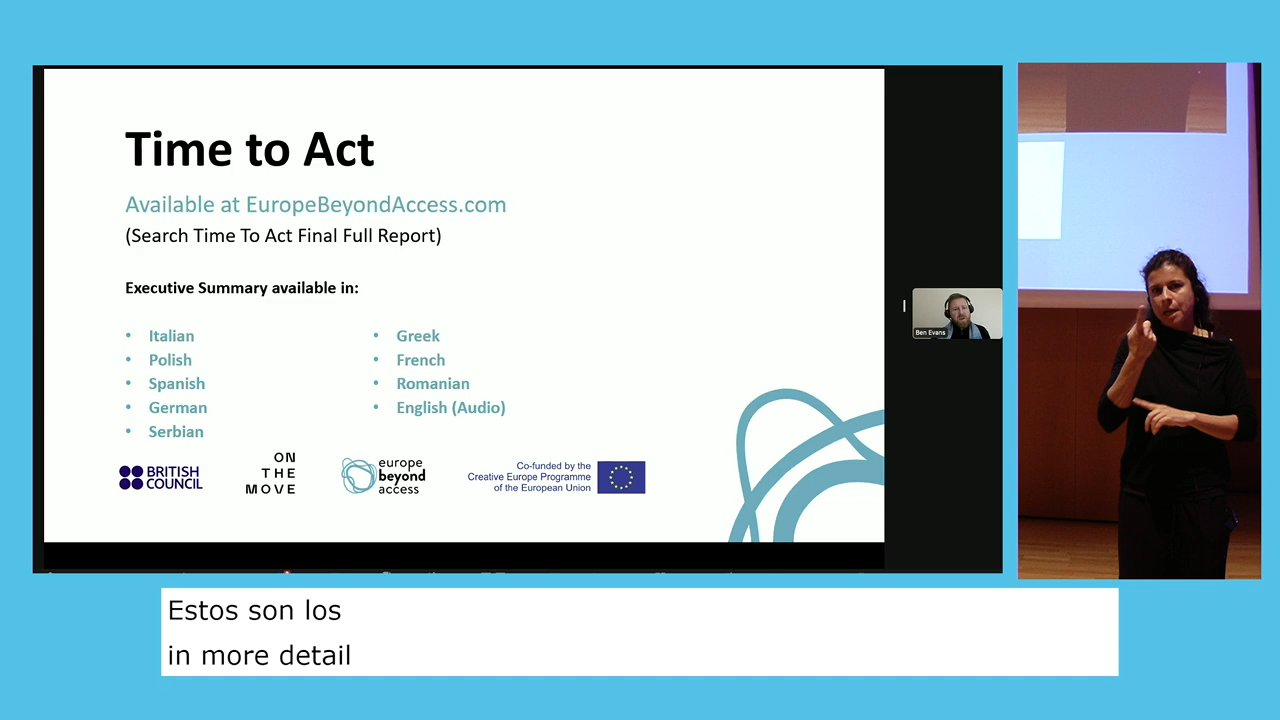 Time to Act
Available at EuropeBeyondAccess.com
(Search Time To Act Final Full Report)
Executive Summary available in:
• Italian
• Polish
• Spanish
• German
• Serbian
• Greek
• French
• Romanian
• English (Audio)
BRITISH
COUNCIL
ON
THE
MOVE
europe
beyond
access
Co-funded by the
Creative Europe Programme
of the European Union
Ben Evans
Estos son los
in more detail